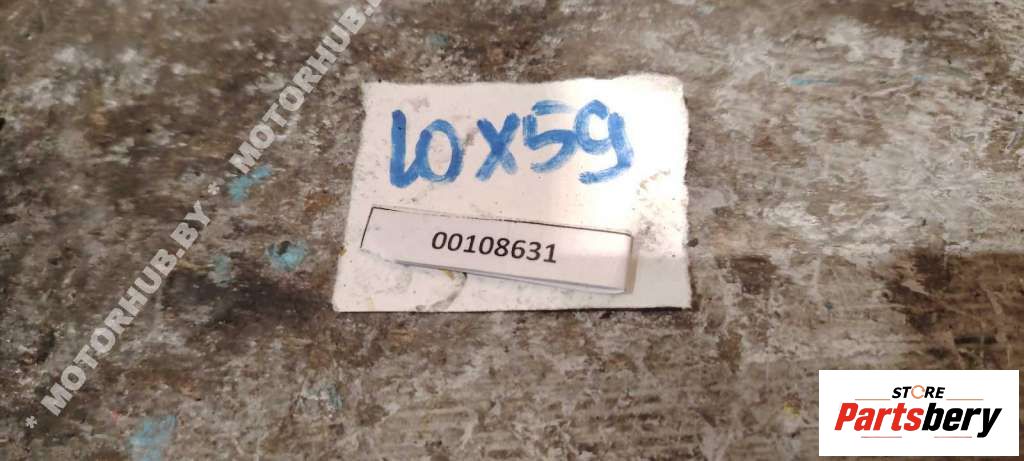 10X59
00108631
* MOTORHUB.BY * MOTORHUB.BY
STORE
Partsbery